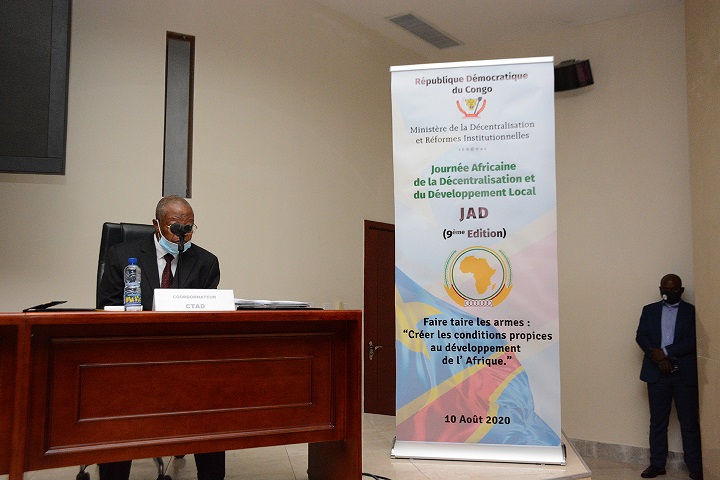 République Démocratique
du Congo
Ministère de la Décentralisation
et Réformes Institutionnelles
Journée Africaine
de la Décentralisation et
du Développement Local
JAD
(9ème Edition)
Faire taire les armes :
“Créer les conditions propices
au développement
de l’ Afrique.”
10 Août 2020
COORDONNATEUR
CTAD